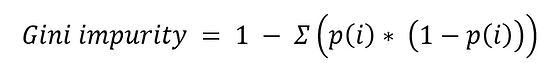 Gini impurity = 1 − Σ(p(i) * (1 − p(i)))